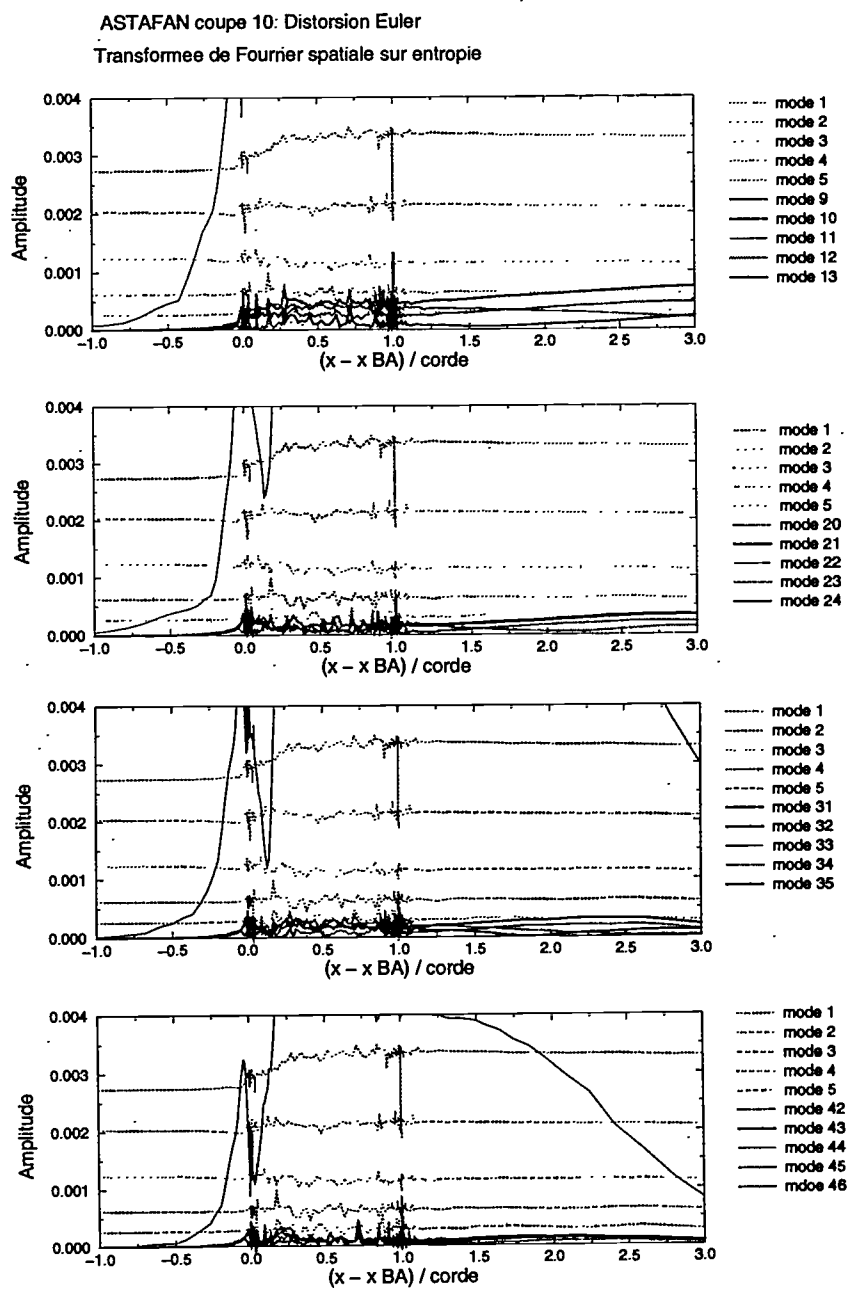 ASTAFAN coupe 10: Distorsion Euler
Transformee de Fourrier spatiale sur entropie
0.004
0.003
0.002
0.001
0.000
Amplitude
-1.0 -0.5 0.0 0.5 1.0 1.5 2.0 2.5 3.0
(x – x BA) / corde
mode 1
mode 2
mode 3
mode 4
mode 5
mode 9
mode 10
mode 11
mode 12
mode 13
0.004
0.003
0.002
0.001
0.000
Amplitude
-1.0 -0.5 0.0 0.5 1.0 1.5 2.0 2.5 3.0
(x – x BA) / corde
mode 1
mode 2
mode 3
mode 4
mode 5
mode 20
mode 21
mode 22
mode 23
mode 24
0.004
0.003
0.002
0.001
0.000
Amplitude
-1.0 -0.5 0.0 0.5 1.0 1.5 2.0 2.5 3.0
(x – x BA) / corde
mode 1
mode 2
mode 3
mode 4
mode 5
mode 31
mode 32
mode 33
mode 34
mode 35
0.004
0.003
0.002
0.001
0.000
Amplitude
-1.0 -0.5 0.0 0.5 1.0 1.5 2.0 2.5 3.0
(x – x BA) / corde
mode 1
mode 2
mode 3
mode 4
mode 5
mode 42
mode 43
mode 44
mode 45
mdoe 46